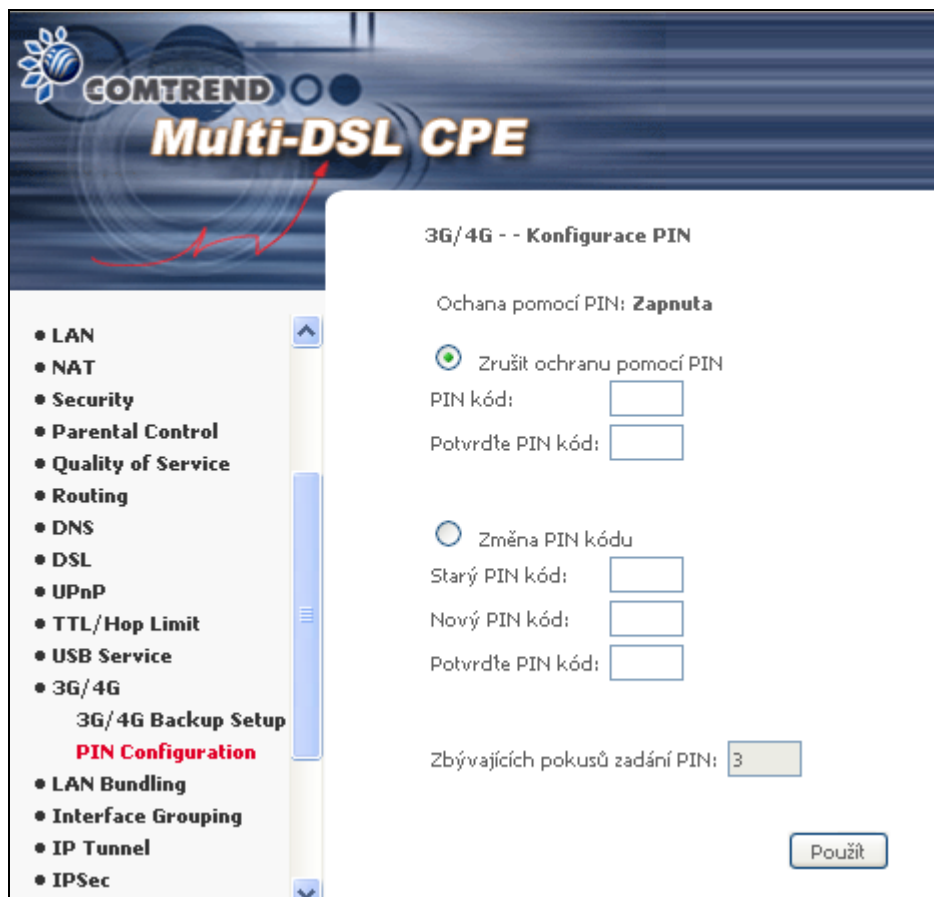 COMTREND
Multi-DSL CPE
LAN
NAT
Security
Parental Control
Quality of Service
Routing
DNS
DSL
UPnP
TTL/Hop Limit
USB Service
3G/4G
3G/4G Backup Setup
PIN Configuration
LAN Bundling
Interface Grouping
IP Tunnel
IPSec
3G/4G - - Konfigurace PIN
Ochana pomocí PIN: Zapnuta
Zrušit ochranu pomocí PIN
PIN kód:
Potvrďte PIN kód:
Změna PIN kódu
Starý PIN kód:
Nový PIN kód:
Potvrďte PIN kód:
Zbývajících pokusů zadání PIN: 3
Použít